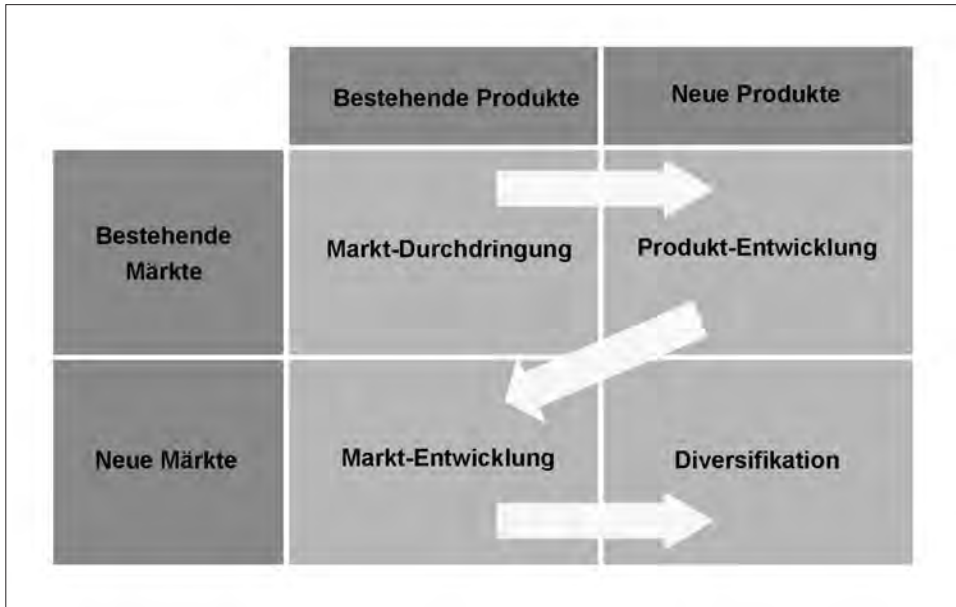 Bestehende Produkte
Neue Produkte
Bestehende
Märkte
Markt-Durchdringung
Produkt-Entwicklung
Neue Märkte
Markt-Entwicklung
Diversifikation